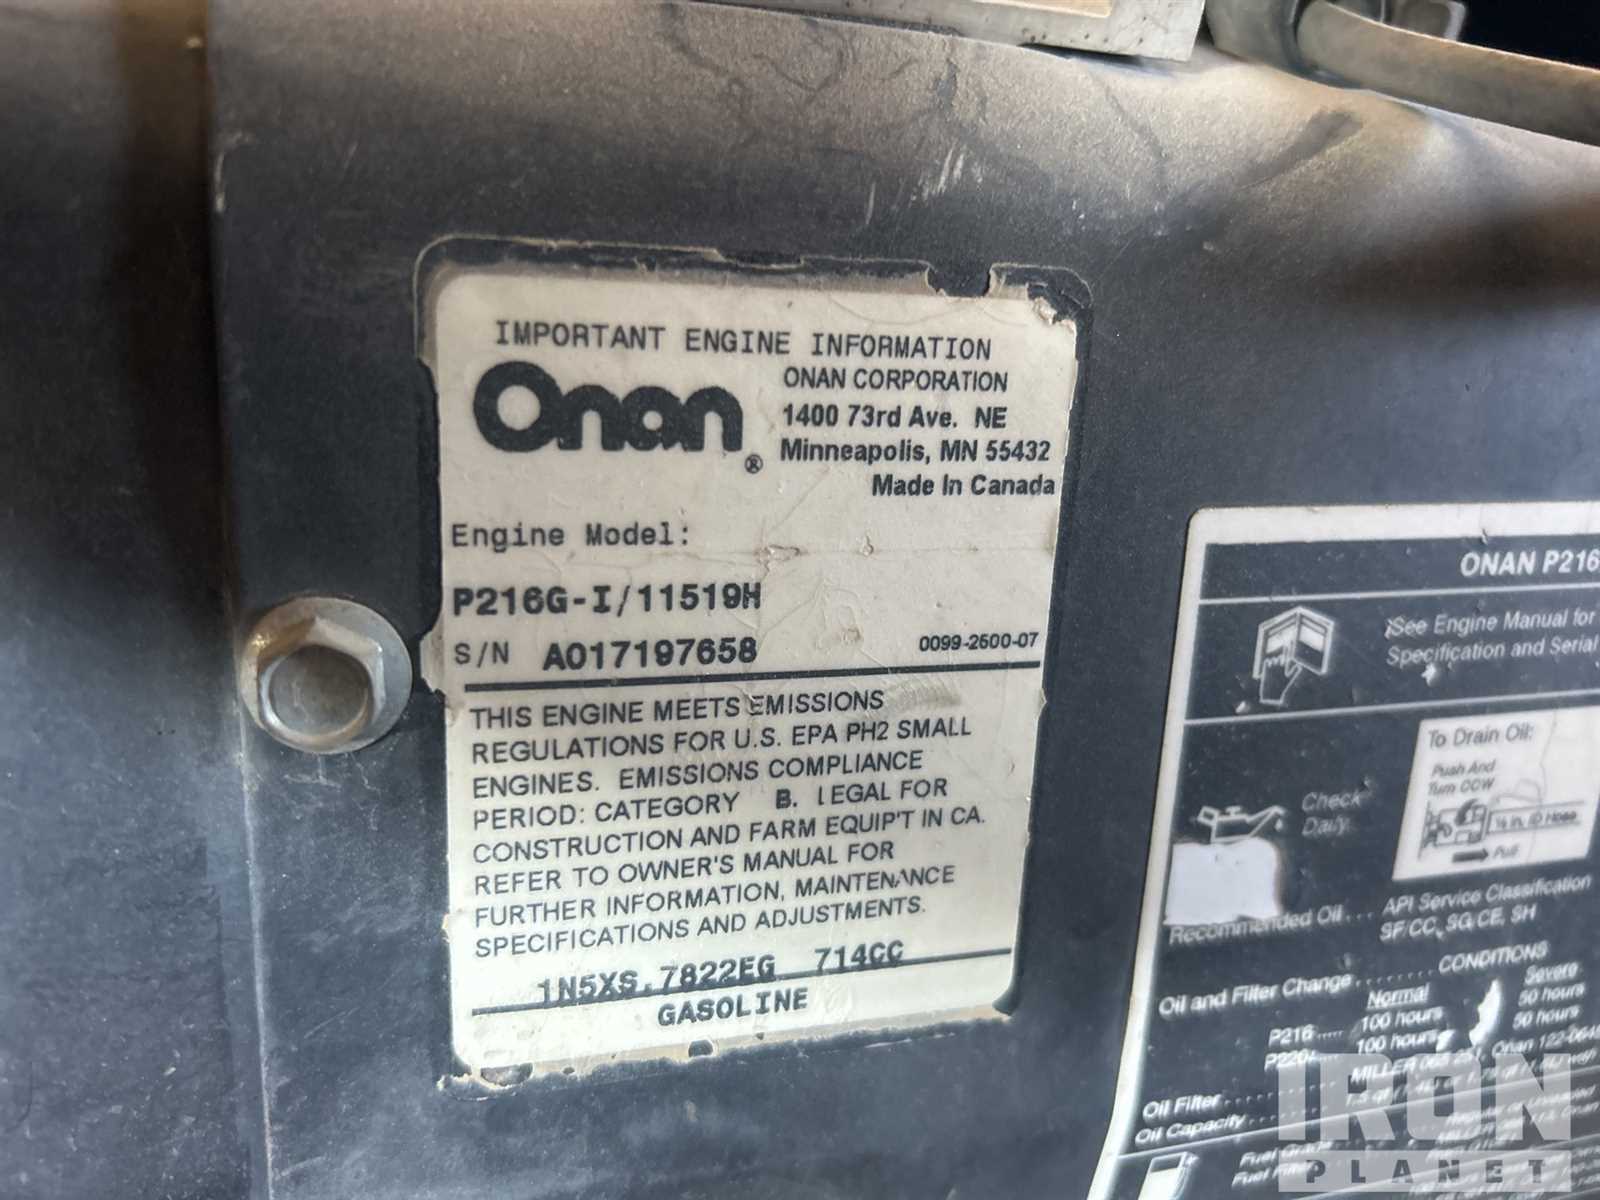 IMPORTANT ENGINE INFORMATION
Onan®
ONAN CORPORATION
1400 73rd Ave. NE
Minneapolis, MN 55432
Made In Canada
Engine Model:
P216G-I/11519H
S/N A017197658
0099-2600-07
THIS ENGINE MEETS EMISSIONS
REGULATIONS FOR U.S. EPA PH2 SMALL
ENGINES. EMISSIONS COMPLIANCE
PERIOD: CATEGORY B. LEGAL FOR
CONSTRUCTION AND FARM EQUIP'T IN CA.
REFER TO OWNER'S MANUAL FOR
FURTHER INFORMATION, MAINTENANCE
SPECIFICATIONS AND ADJUSTMENTS.
1N5XS.7822EG 714CC
GASOLINE
ONAN P216
See Engine Manual for
Specification and Serial
To Drain Oil:
Push And
Turn CCW
Hose
Pull
Check
Daily.
Recommended Oil... API Service Classification
SF/CC, SG/CE, SH
CONDITIONS
Oil and Filter Change........ Normal Severe
P216..... 100 hours 50 hours
P220 100 hours 50 hours
Oil Filter Onan
Oil Capacity
IRON
PLANET